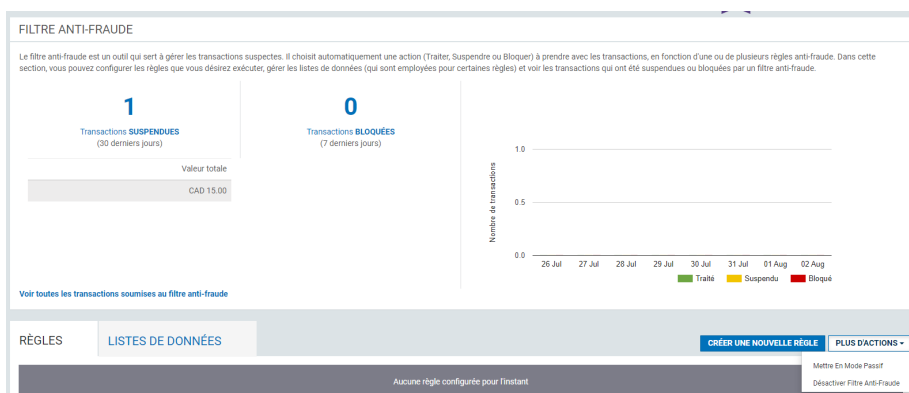 FILTRE ANTI-FRAUDE
Le filtre anti-fraude est un outil qui sert à gérer les transactions suspectes. Il choisit automatiquement une action (Traiter, Suspendre ou Bloquer) à prendre avec les transactions, en fonction d'une ou de plusieurs règles anti-fraude. Dans cette
section, vous pouvez configurer les règles que vous désirez exécuter, gérer les listes de données (qui sont employées pour certaines règles) et voir les transactions qui ont été suspendues ou bloquées par un filtre anti-fraude.
1
Transactions SUSPENDUES
(30 derniers jours)
Valeur totale
CAD 15.00
0
Transactions BLOQUÉES
(7 derniers jours)
Nombre de transactions
1.0
0.5
0.0
26 Jul 27 Jul 28 Jul 29 Jul 30 Jul 31 Jul 01 Aug 02 Aug
Traité Suspendu Bloqué
Voir toutes les transactions soumises au filtre anti-fraude
RÈGLES LISTES DE DONNÉES
CRÉER UNE NOUVELLE RÈGLE PLUS D'ACTIONS
Mettre En Mode Passif
Désactiver Filtre Anti-Fraude
Aucune règle configurée pour l'instant